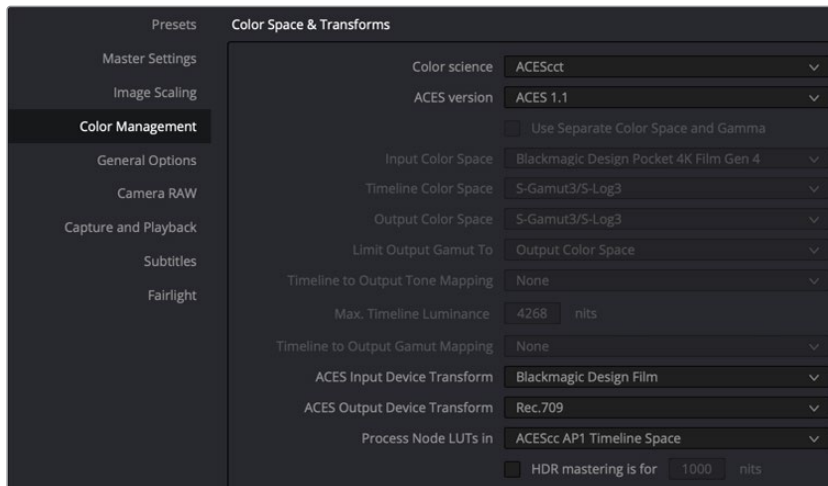 Presets
Master Settings
Image Scaling
Color Management
General Options
Camera RAW
Capture and Playback
Subtitles
Fairlight
Color Space & Transforms
Color science ACEScct
ACES version ACES 1.1
Use Separate Color Space and Gamma
Input Color Space Blackmagic Design Pocket 4K Film Gen 4
Timeline Color Space S-Gamut3/S-Log3
Output Color Space S-Gamut3/S-Log3
Limit Output Gamut To Output Color Space
Timeline to Output Tone Mapping None
Max. Timeline Luminance 4268 nits
Timeline to Output Gamut Mapping None
ACES Input Device Transform Blackmagic Design Film
ACES Output Device Transform Rec.709
Process Node LUTs in ACEScc AP1 Timeline Space
HDR mastering is for 1000 nits